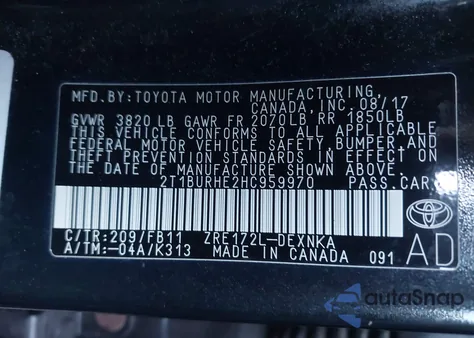 MFD.BY:TOYOTA MOTOR MANUFACTURING,
CANADA, INC. 08/17
GVWR 3820 LB GAWR FR 2070LB RR 1850LB
THIS VEHICLE CONFORMS TO ALL APPLICABLE
FEDERAL MOTOR VEHICLE SAFETY, BUMPER, AND
THEFT PREVENTION STANDARDS IN EFFECT ON
THE DATE OF MANUFACTURE SHOWN ABOVE.
2T1BURHE2HC959970 PASS.CAR
C/TR:209/FB11 ZRE172L-DEXNKA
A/TM:-04A/K313 MADE IN CANADA 091
TOYOTA
AD
autoSnap